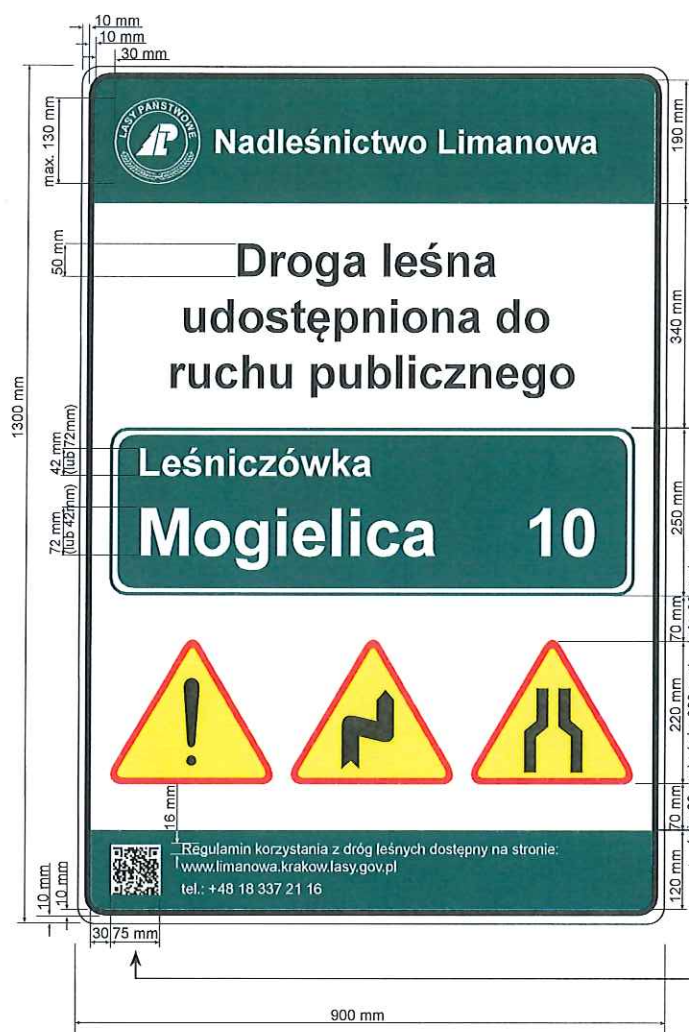 10 mm
10 mm
30 mm
1300 mm
max. 130 mm
LASY PAŃSTWOWE
Nadleśnictwo Limanowa
190 mm
50 mm
Droga leśna
udostępniona do
ruchu publicznego
340 mm
42 mm
(lub 72mm)
Leśniczówka
72 mm
(lub 42mm)
Mogielica 10
250 mm
70 mm
220 mm
70 mm
16 mm
Regulamin korzystania z dróg leśnych dostępny na stronie:
www.limanowa.krakow.lasy.gov.pl
tel.: +48 18 337 21 16
120 mm
10 mm
10 mm
30 75 mm
900 mm